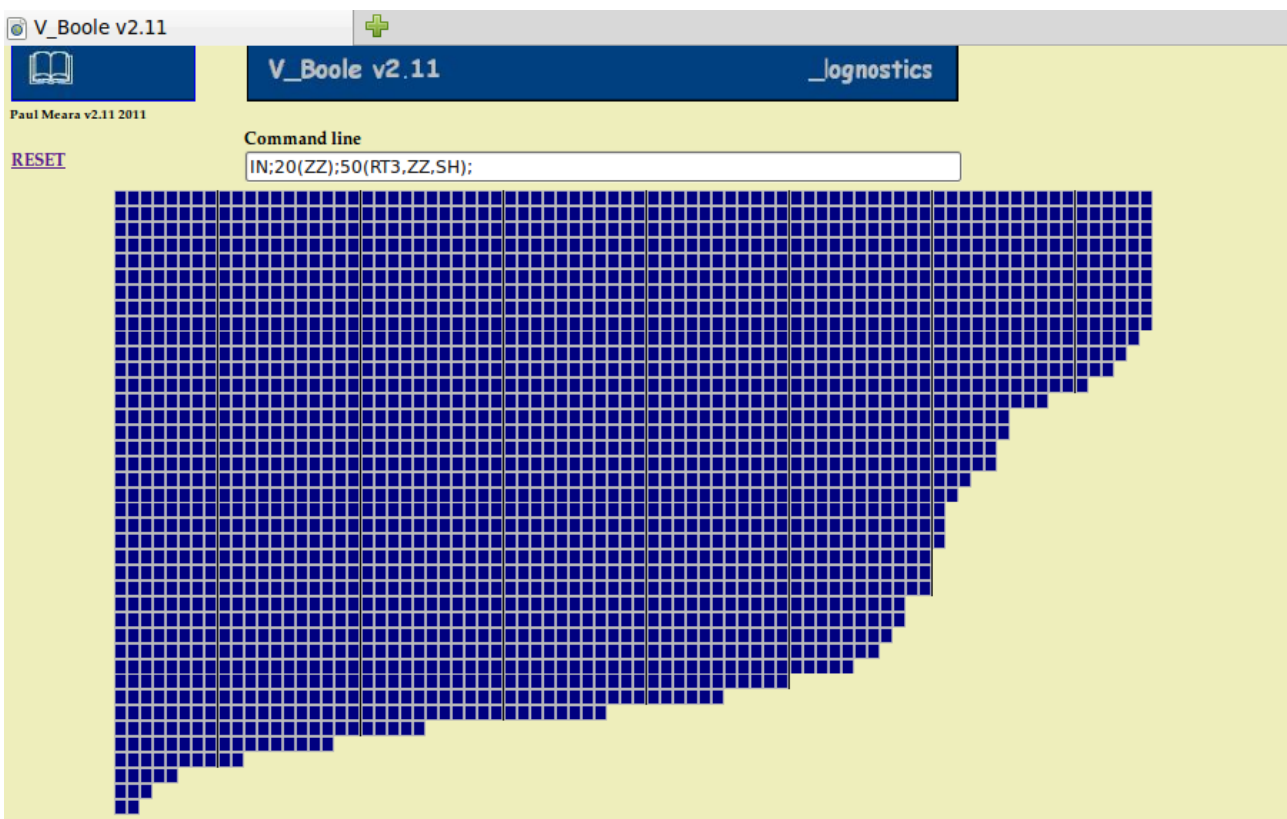 V_Boole v2.11
V_Boole v2.11 _lognostics
Paul Meara v2.11 2011
Command line
RESET
IN;20(ZZ);50(RT3,ZZ,SH);